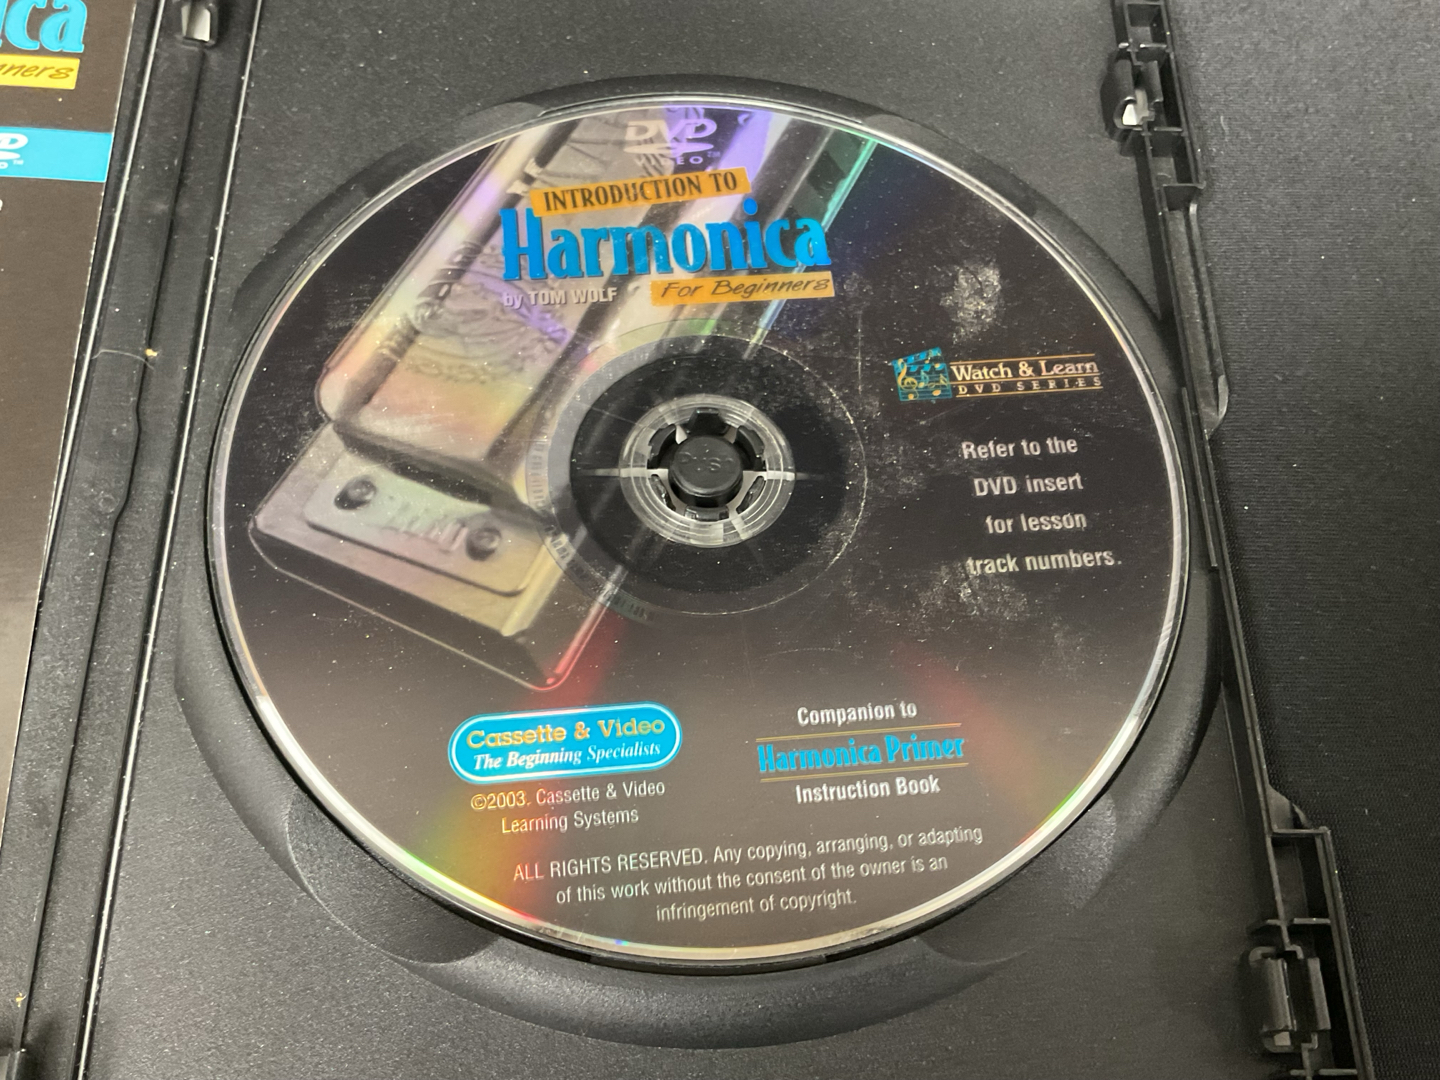 ica
nners
DVD
VIDEO™
INTRODUCTION TO
Harmonica
by TOM WOLF
For Beginners
Watch & Learn
DVD SERIES
Refer to the
DVD insert
for lesson
track numbers.
Cassette & Video
The Beginning Specialists
©2003. Cassette & Video
Learning Systems
Companion to
Harmonica Primer
Instruction Book
ALL RIGHTS RESERVED. Any copying, arranging, or adapting
of this work without the consent of the owner is an
infringement of copyright.